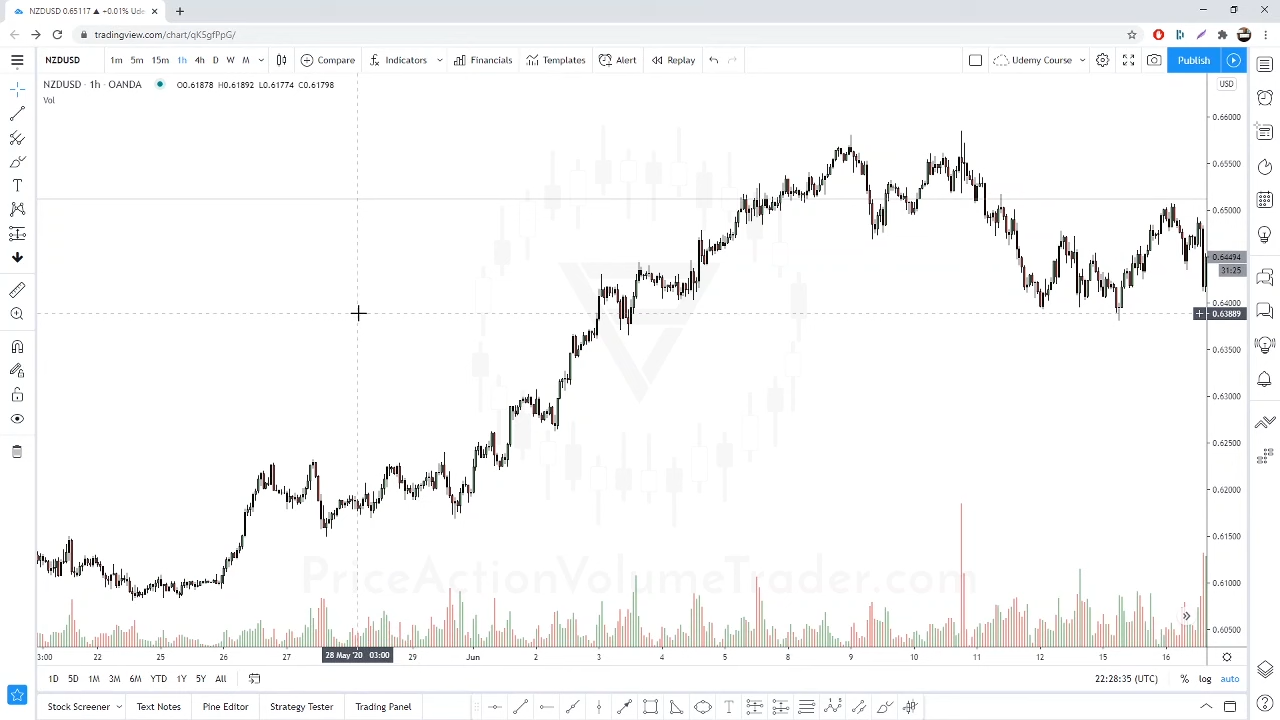 NZDUSD 0.65117 ▲ +0.01% Ude
tradingview.com/chart/qK5gfPpG/
NZDUSD 1m 5m 15m 1h 4h D W M Compare Indicators Financials Templates Alert Replay Udemy Course Publish
NZDUSD · 1h · OANDA O0.61878 H0.61892 L0.61774 C0.61798
USD
Vol
0.66000
0.65500
0.65000
0.64494
31:25
0.64000
0.63889
0.63500
0.63000
0.62500
0.62000
0.61500
0.61000
0.60500
PriceActionVolumeTrader.com
3:00 22 25 26 27 28 May '20 03:00 29 Jun 2 3 4 5 8 9 10 11 12 15 16
1D 5D 1M 3M 6M YTD 1Y 5Y All 22:28:35 (UTC) % log auto
Stock Screener Text Notes Pine Editor Strategy Tester Trading Panel